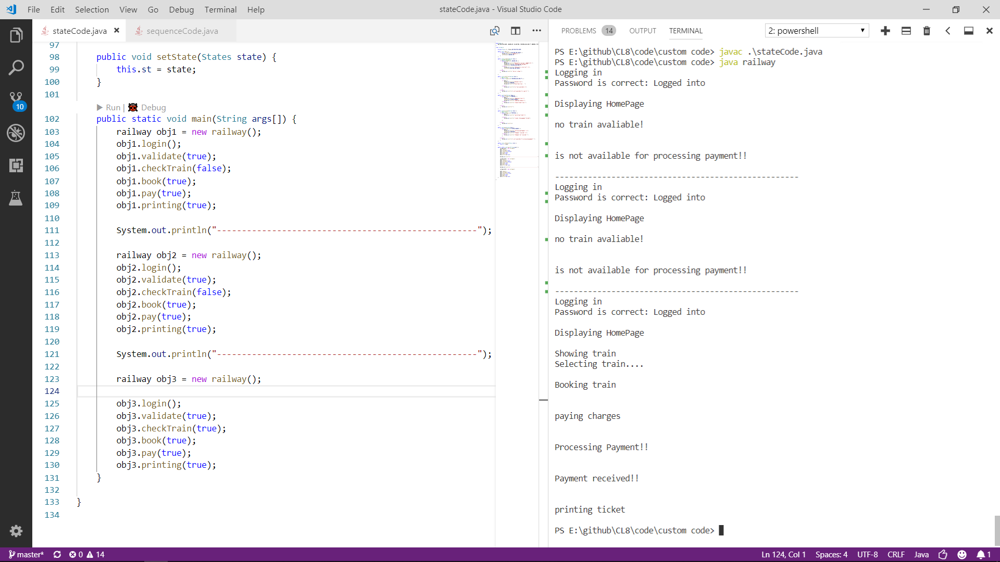 File Edit Selection View Go Debug Terminal Help
stateCode.java - Visual Studio Code
stateCode.java
sequenceCode.java
10
97
98 public void setState(States state) {
99 this.st = state;
100 }
101
Run | Debug
102 public static void main(String args[]) {
103 railway obj1 = new railway();
104 obj1.login();
105 obj1.validate(true);
106 obj1.checkTrain(false);
107 obj1.book(true);
108 obj1.pay(true);
109 obj1.printing(true);
110
111 System.out.println("----------------------------------------------------");
112
113 railway obj2 = new railway();
114 obj2.login();
115 obj2.validate(true);
116 obj2.checkTrain(false);
117 obj2.book(true);
118 obj2.pay(true);
119 obj2.printing(true);
120
121 System.out.println("----------------------------------------------------");
122
123 railway obj3 = new railway();
124
125 obj3.login();
126 obj3.validate(true);
127 obj3.checkTrain(true);
128 obj3.book(true);
129 obj3.pay(true);
130 obj3.printing(true);
131 }
132
133 }
134
PROBLEMS 14 OUTPUT TERMINAL
2: powershell
PS E:\github\CL8\code\custom code> javac .\stateCode.java
PS E:\github\CL8\code\custom code> java railway
Logging in
Password is correct: Logged into
Displaying HomePage
no train avaliable!
is not available for processing payment!!
----------------------------------------------------
Logging in
Password is correct: Logged into
Displaying HomePage
no train avaliable!
is not available for processing payment!!
----------------------------------------------------
Logging in
Password is correct: Logged into
Displaying HomePage
Showing train
Selecting train....
Booking train
paying charges
Processing Payment!!
Payment received!!
printing ticket
PS E:\github\CL8\code\custom code>
master* 0 14
Ln 124, Col 1 Spaces: 4 UTF-8 CRLF Java 1